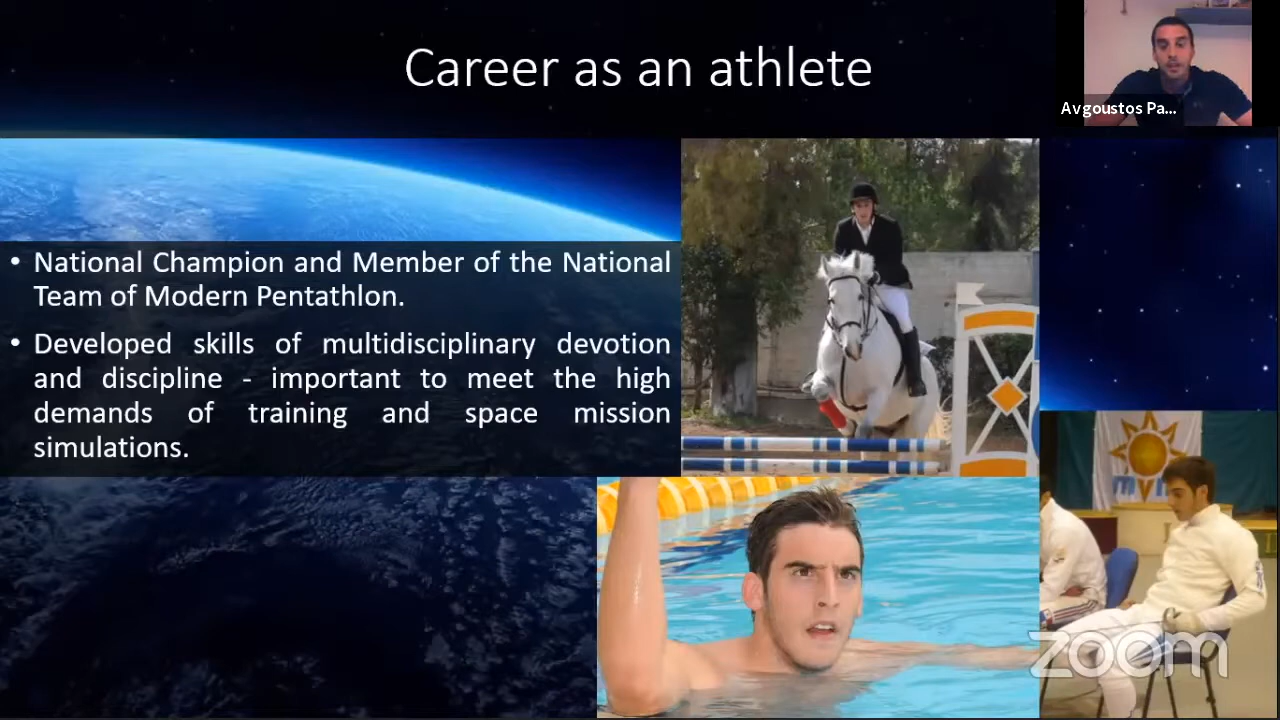 Career as an athlete
Avgoustos Pa...
• National Champion and Member of the National
Team of Modern Pentathlon.
• Developed skills of multidisciplinary devotion
and discipline - important to meet the high
demands of training and space mission
simulations.
zoom